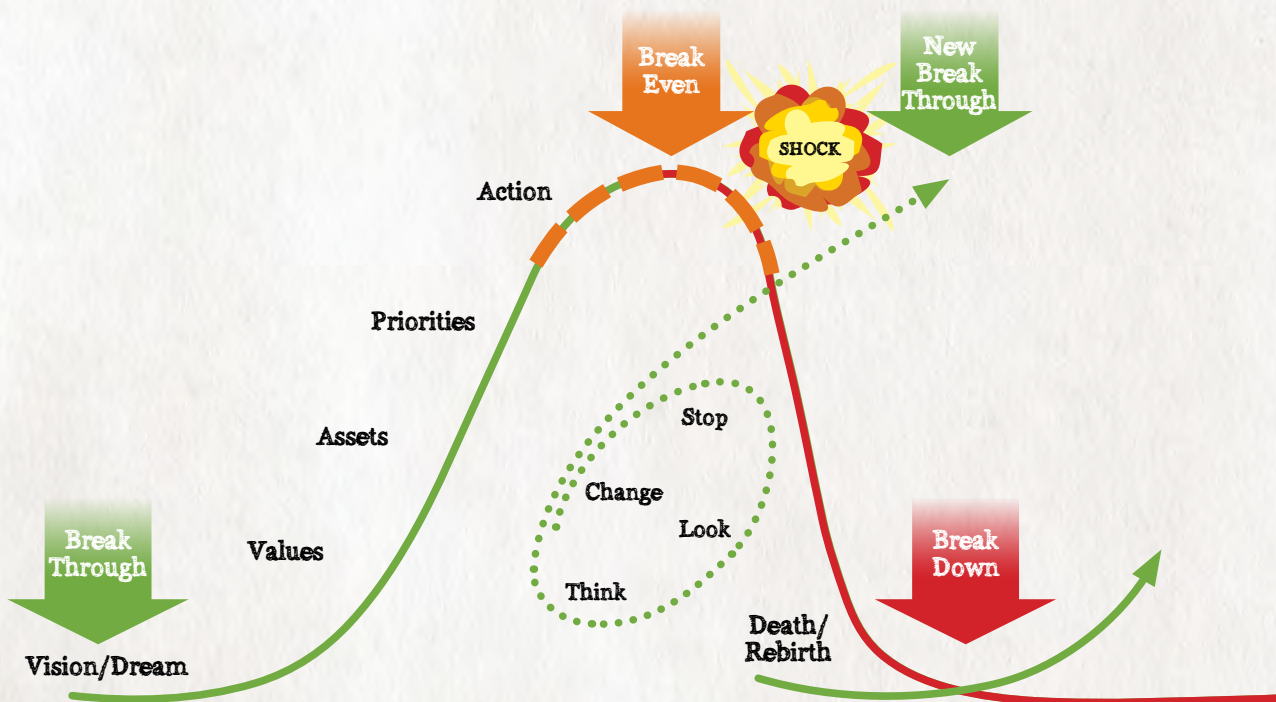 Break
Even
New
Break
Through
SHOCK
Action
Priorities
Assets
Values
Stop
Change
Look
Think
Break
Through
Vision/Dream
Break
Down
Death/
Rebirth